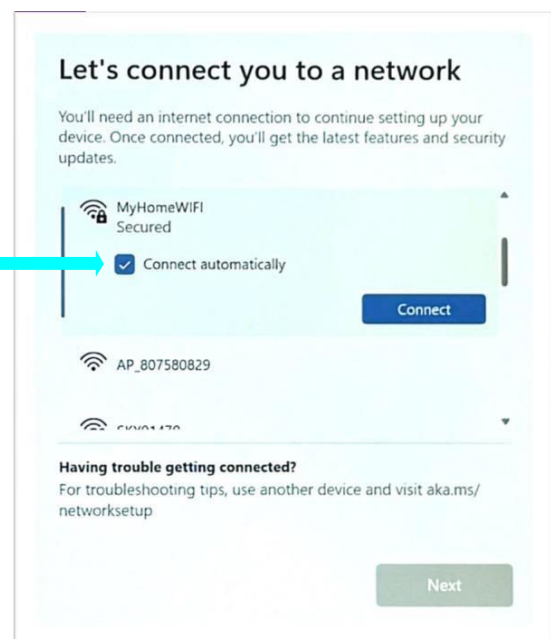 Let's connect you to a network
You'll need an internet connection to continue setting up your
device. Once connected, you'll get the latest features and security
updates.
MyHomeWIFI
Secured
Connect automatically
Connect
AP_807580829
Having trouble getting connected?
For troubleshooting tips, use another device and visit aka.ms/
networksetup
Next